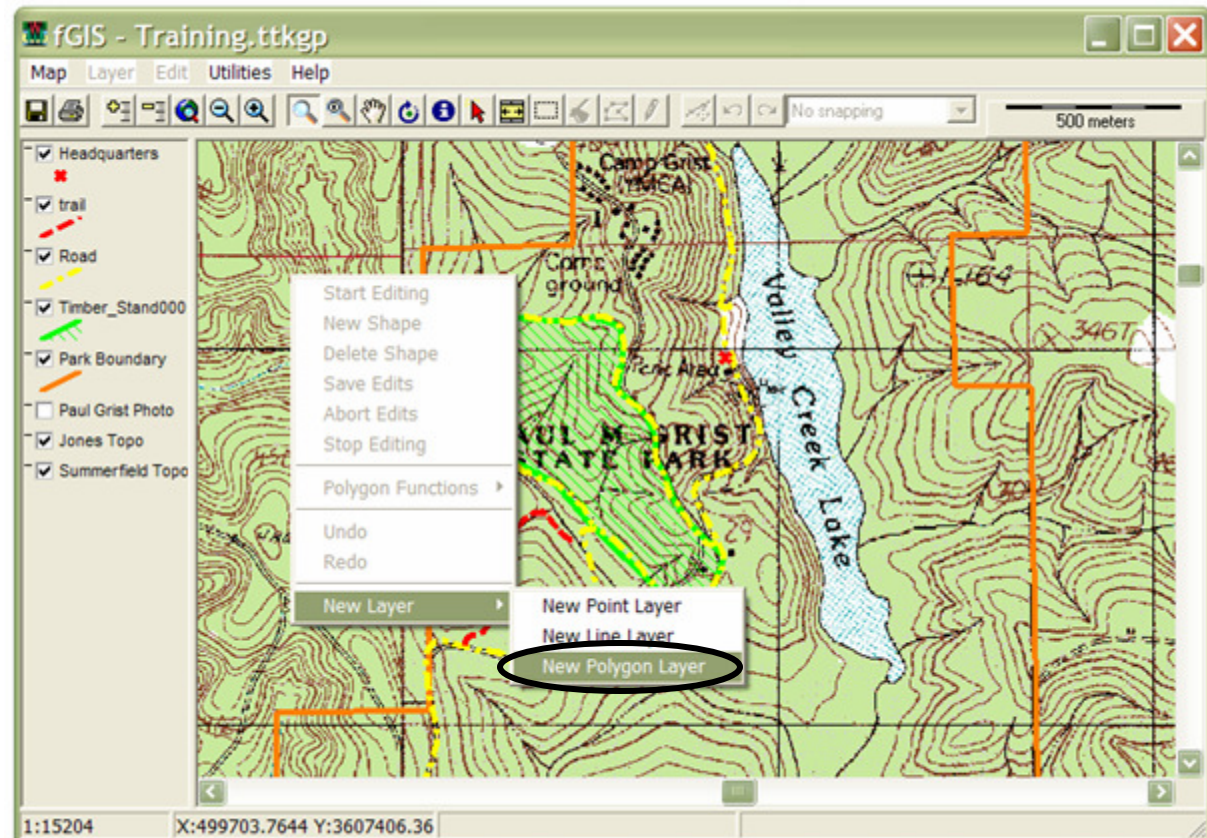 fGIS - Training.ttkgp
Map Layer Edit Utilities Help
No snapping
500 meters
Headquarters
trail
Road
Timber_Stand000
Park Boundary
Paul Grist Photo
Jones Topo
Summerfield Topo
Camp Grist
(YMCA)
Camp
ground
Picnic Area
AUL M GRIST
STATE PARK
Valley Creek Lake
29
346T
Start Editing
New Shape
Delete Shape
Save Edits
Abort Edits
Stop Editing
Polygon Functions
Undo
Redo
New Layer
New Point Layer
New Line Layer
New Polygon Layer
1:15204 X:499703.7644 Y:3607406.36